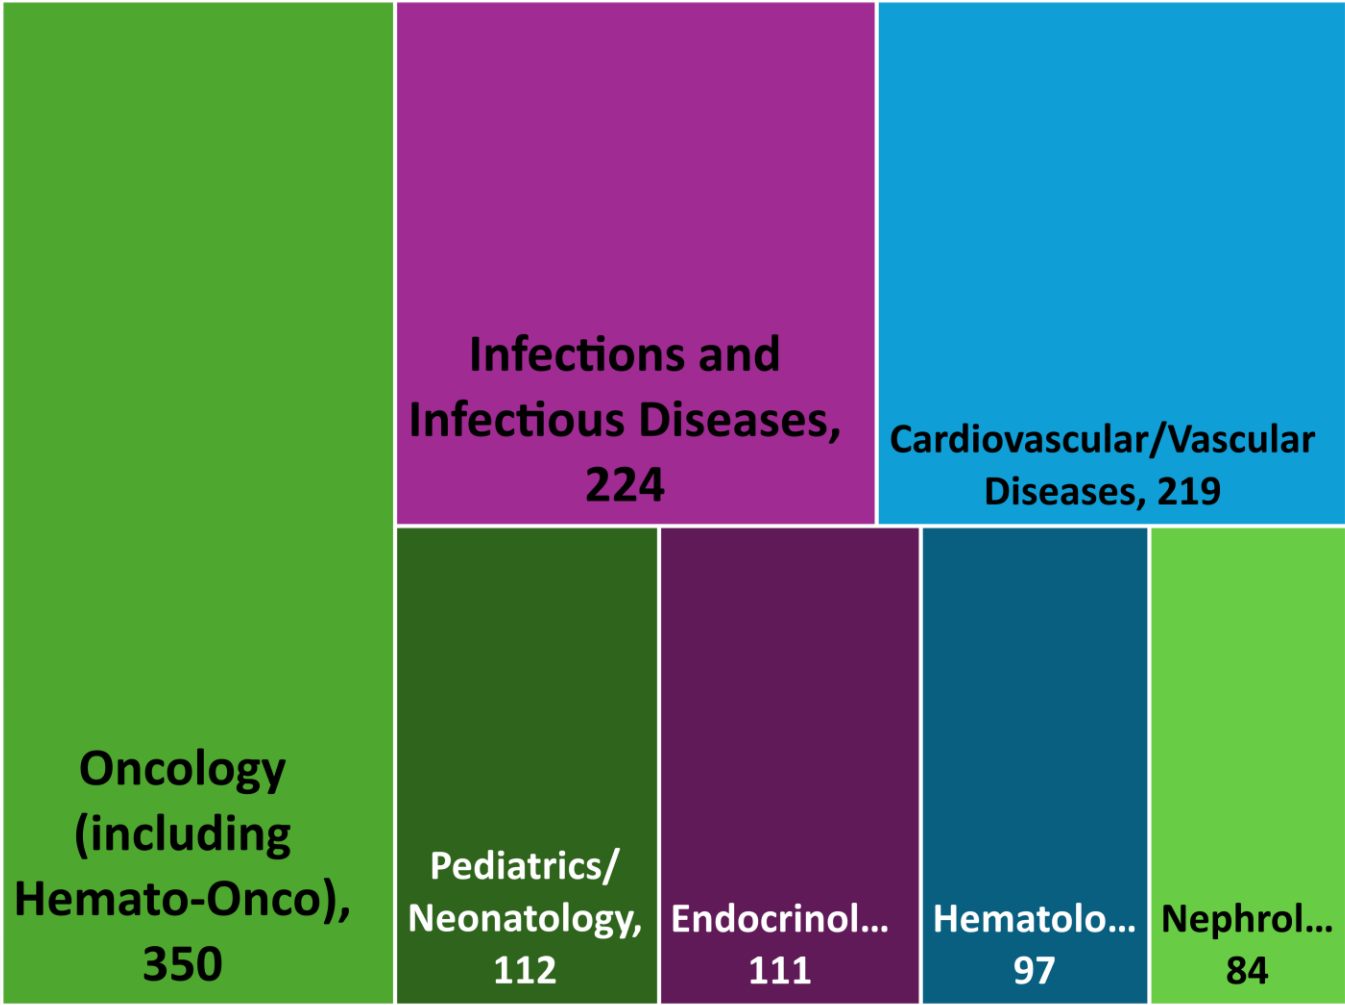 Oncology
(including
Hemato-Onco),
350
Infections and
Infectious Diseases,
224
Cardiovascular/Vascular
Diseases, 219
Pediatrics/
Neonatology,
112
Endocrinol...
111
Hematolo...
97
Nephrol...
84